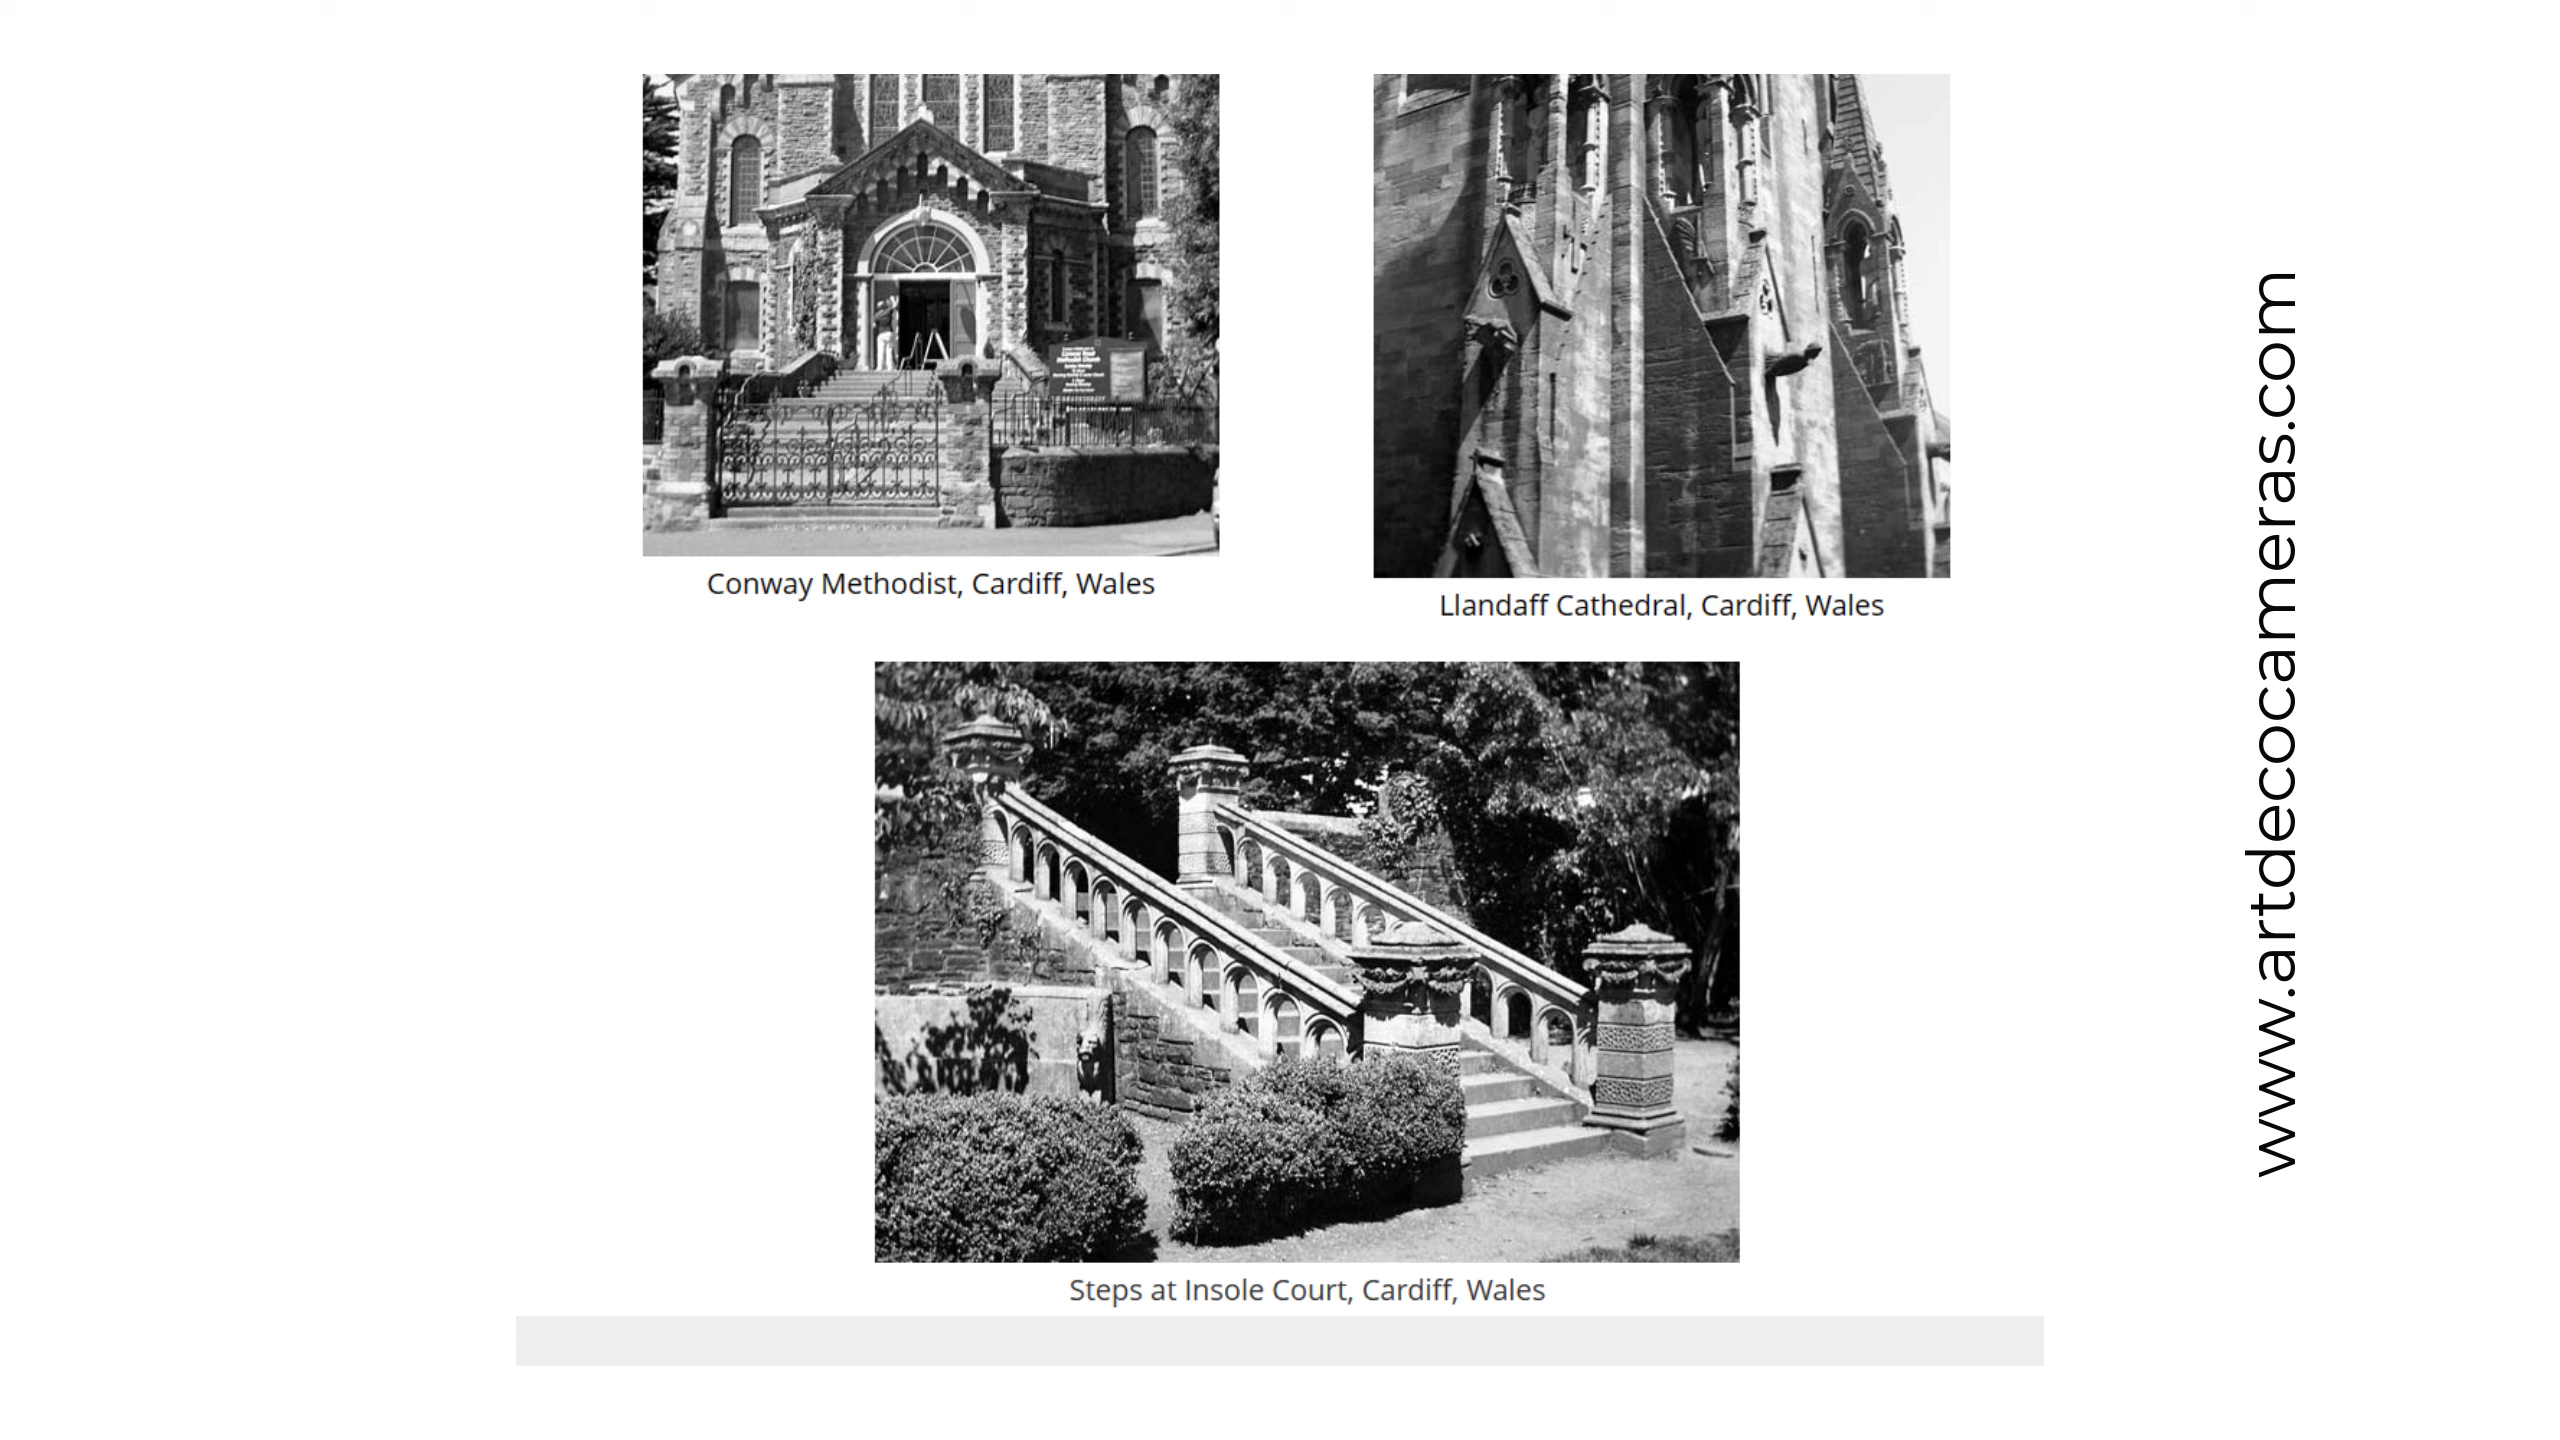 Conway Methodist, Cardiff, Wales
Llandaff Cathedral, Cardiff, Wales
Steps at Insole Court, Cardiff, Wales
www.artdecocameras.com